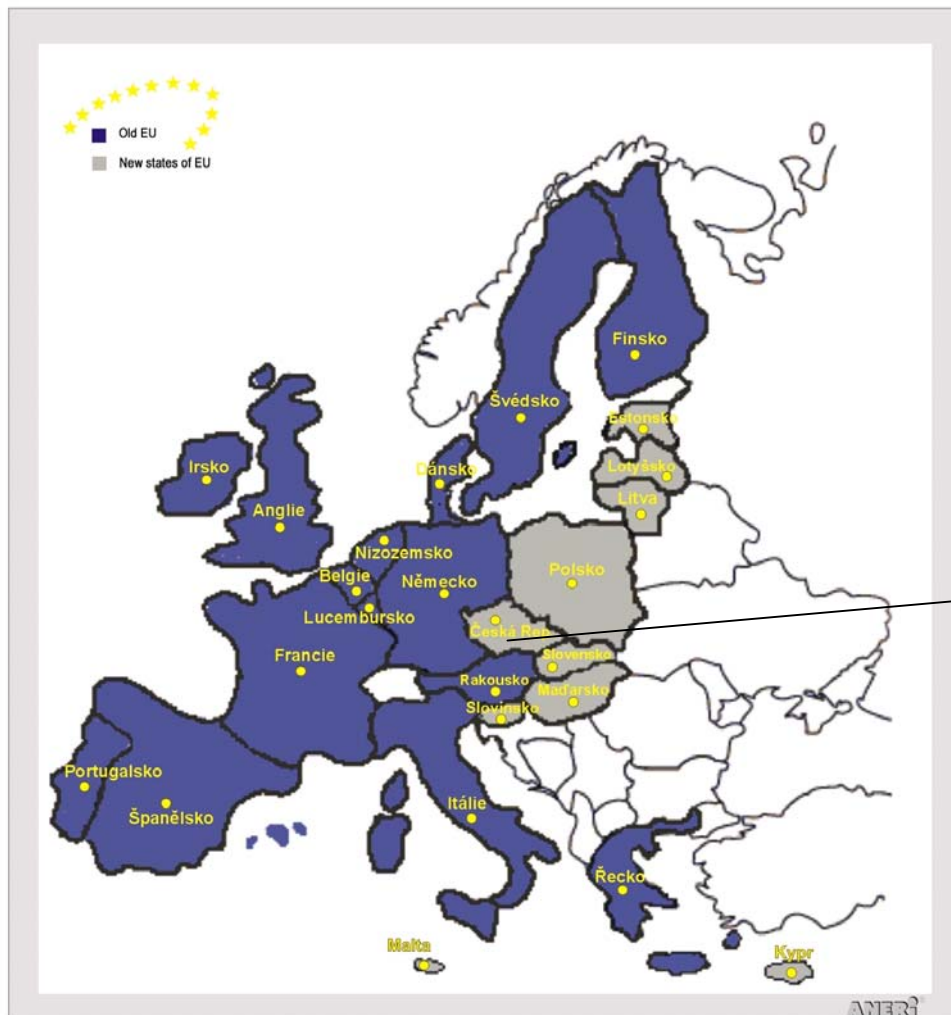 Old EU
New states of EU
Finsko
Švédsko
Estonsko
Lotyšsko
Litva
Irsko
Dánsko
Anglie
Nizozemsko
Belgie
Německo
Polsko
Lucembursko
Česká Rep
Francie
Slovensko
Rakousko
Maďarsko
Slovinsko
Portugalsko
Španělsko
Itálie
Řecko
Malta
Kypr
ANERi